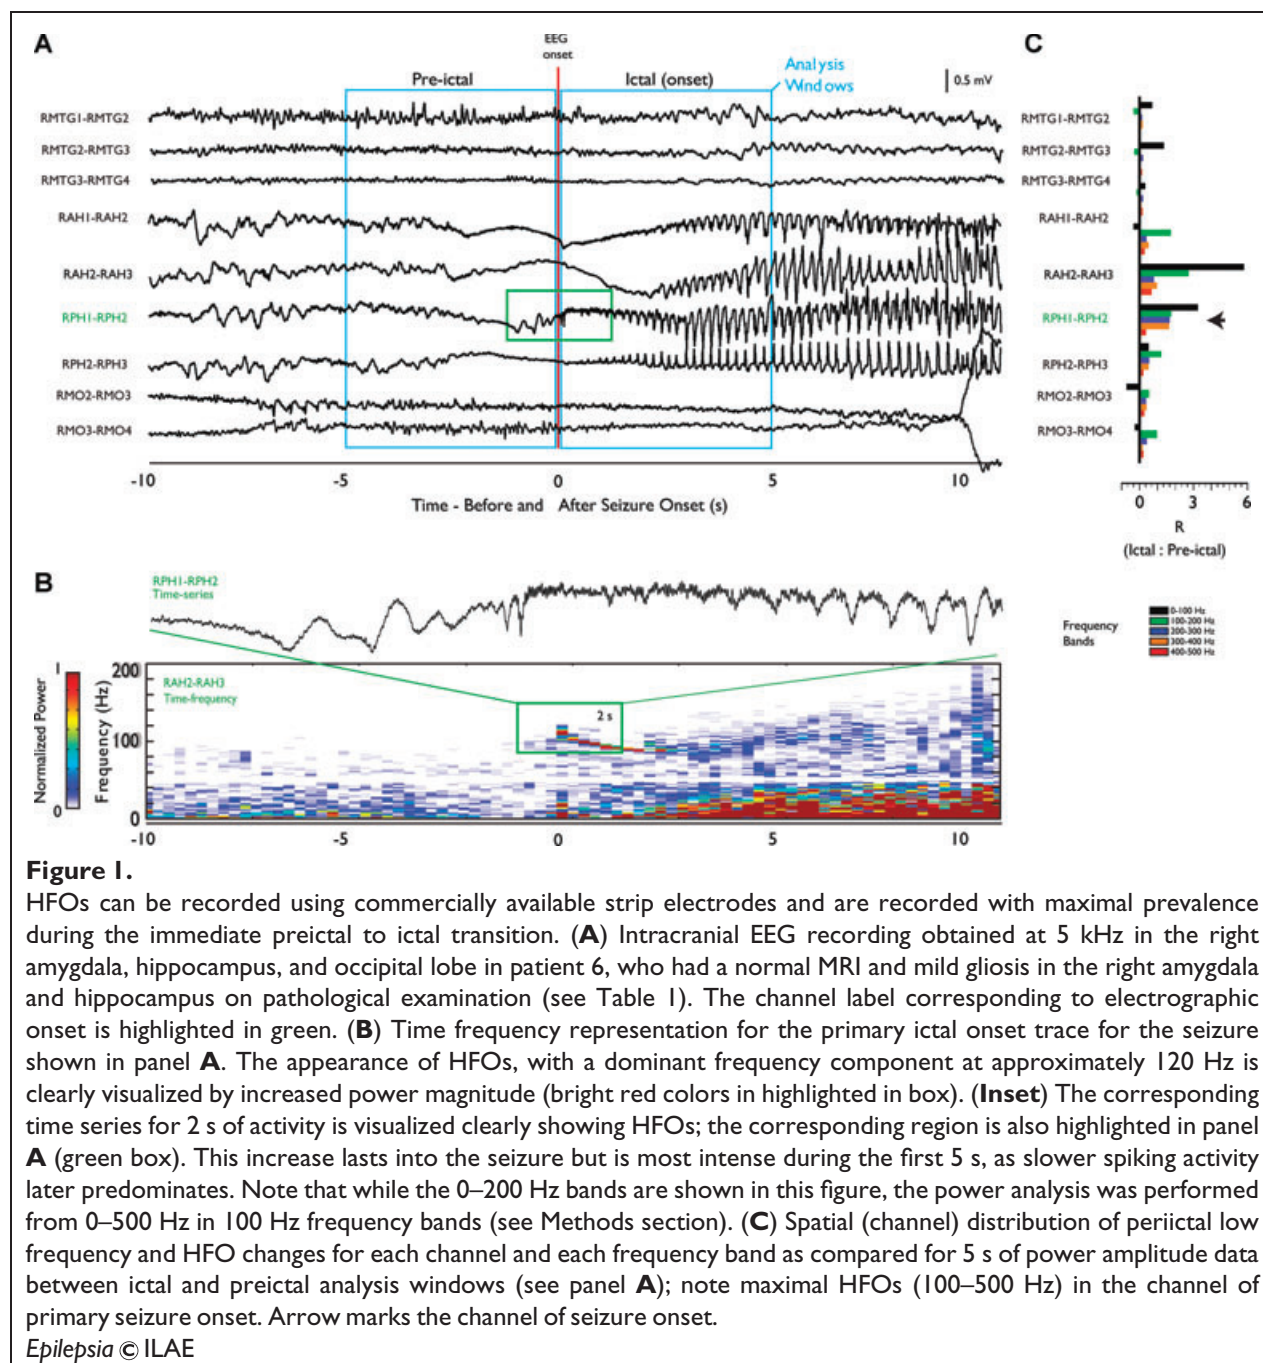 A
EEG
onset
C
Pre-ictal
Ictal (onset)
Analysis
Windows
0.5 mV
RMTG1-RMTG2
RMTG2-RMTG3
RMTG3-RMTG4
RAH1-RAH2
RAH2-RAH3
RPH1-RPH2
RPH2-RPH3
RMO2-RMO3
RMO3-RMO4
-10
-5
0
5
10
Time - Before and After Seizure Onset (s)
RMTG1-RMTG2
RMTG2-RMTG3
RMTG3-RMTG4
RAH1-RAH2
RAH2-RAH3
RPH1-RPH2
RPH2-RPH3
RMO2-RMO3
RMO3-RMO4
0 3 6
R
(Ictal : Pre-ictal)
B
RPH1-RPH2
Time-series
1
0
Normalized Power
200
100
0
Frequency (Hz)
RAH2-RAH3
Time-frequency
2 s
-10
-5
0
5
10
Frequency
Bands
0-100 Hz
100-200 Hz
200-300 Hz
300-400 Hz
400-500 Hz
Figure 1.
HFOs can be recorded using commercially available strip electrodes and are recorded with maximal prevalence
during the immediate preictal to ictal transition. (A) Intracranial EEG recording obtained at 5 kHz in the right
amygdala, hippocampus, and occipital lobe in patient 6, who had a normal MRI and mild gliosis in the right amygdala
and hippocampus on pathological examination (see Table 1). The channel label corresponding to electrographic
onset is highlighted in green. (B) Time frequency representation for the primary ictal onset trace for the seizure
shown in panel A. The appearance of HFOs, with a dominant frequency component at approximately 120 Hz is
clearly visualized by increased power magnitude (bright red colors in highlighted in box). (Inset) The corresponding
time series for 2 s of activity is visualized clearly showing HFOs; the corresponding region is also highlighted in panel
A (green box). This increase lasts into the seizure but is most intense during the first 5 s, as slower spiking activity
later predominates. Note that while the 0–200 Hz bands are shown in this figure, the power analysis was performed
from 0–500 Hz in 100 Hz frequency bands (see Methods section). (C) Spatial (channel) distribution of periictal low
frequency and HFO changes for each channel and each frequency band as compared for 5 s of power amplitude data
between ictal and preictal analysis windows (see panel A); note maximal HFOs (100–500 Hz) in the channel of
primary seizure onset. Arrow marks the channel of seizure onset.
Epilepsia © ILAE